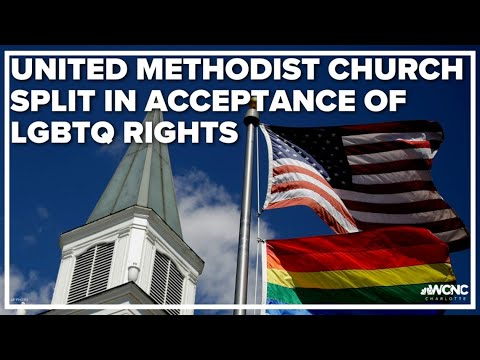 UNITED METHODIST CHURCH
SPLIT IN ACCEPTANCE OF
LGBTQ RIGHTS
WCNC
CHARLOTTE